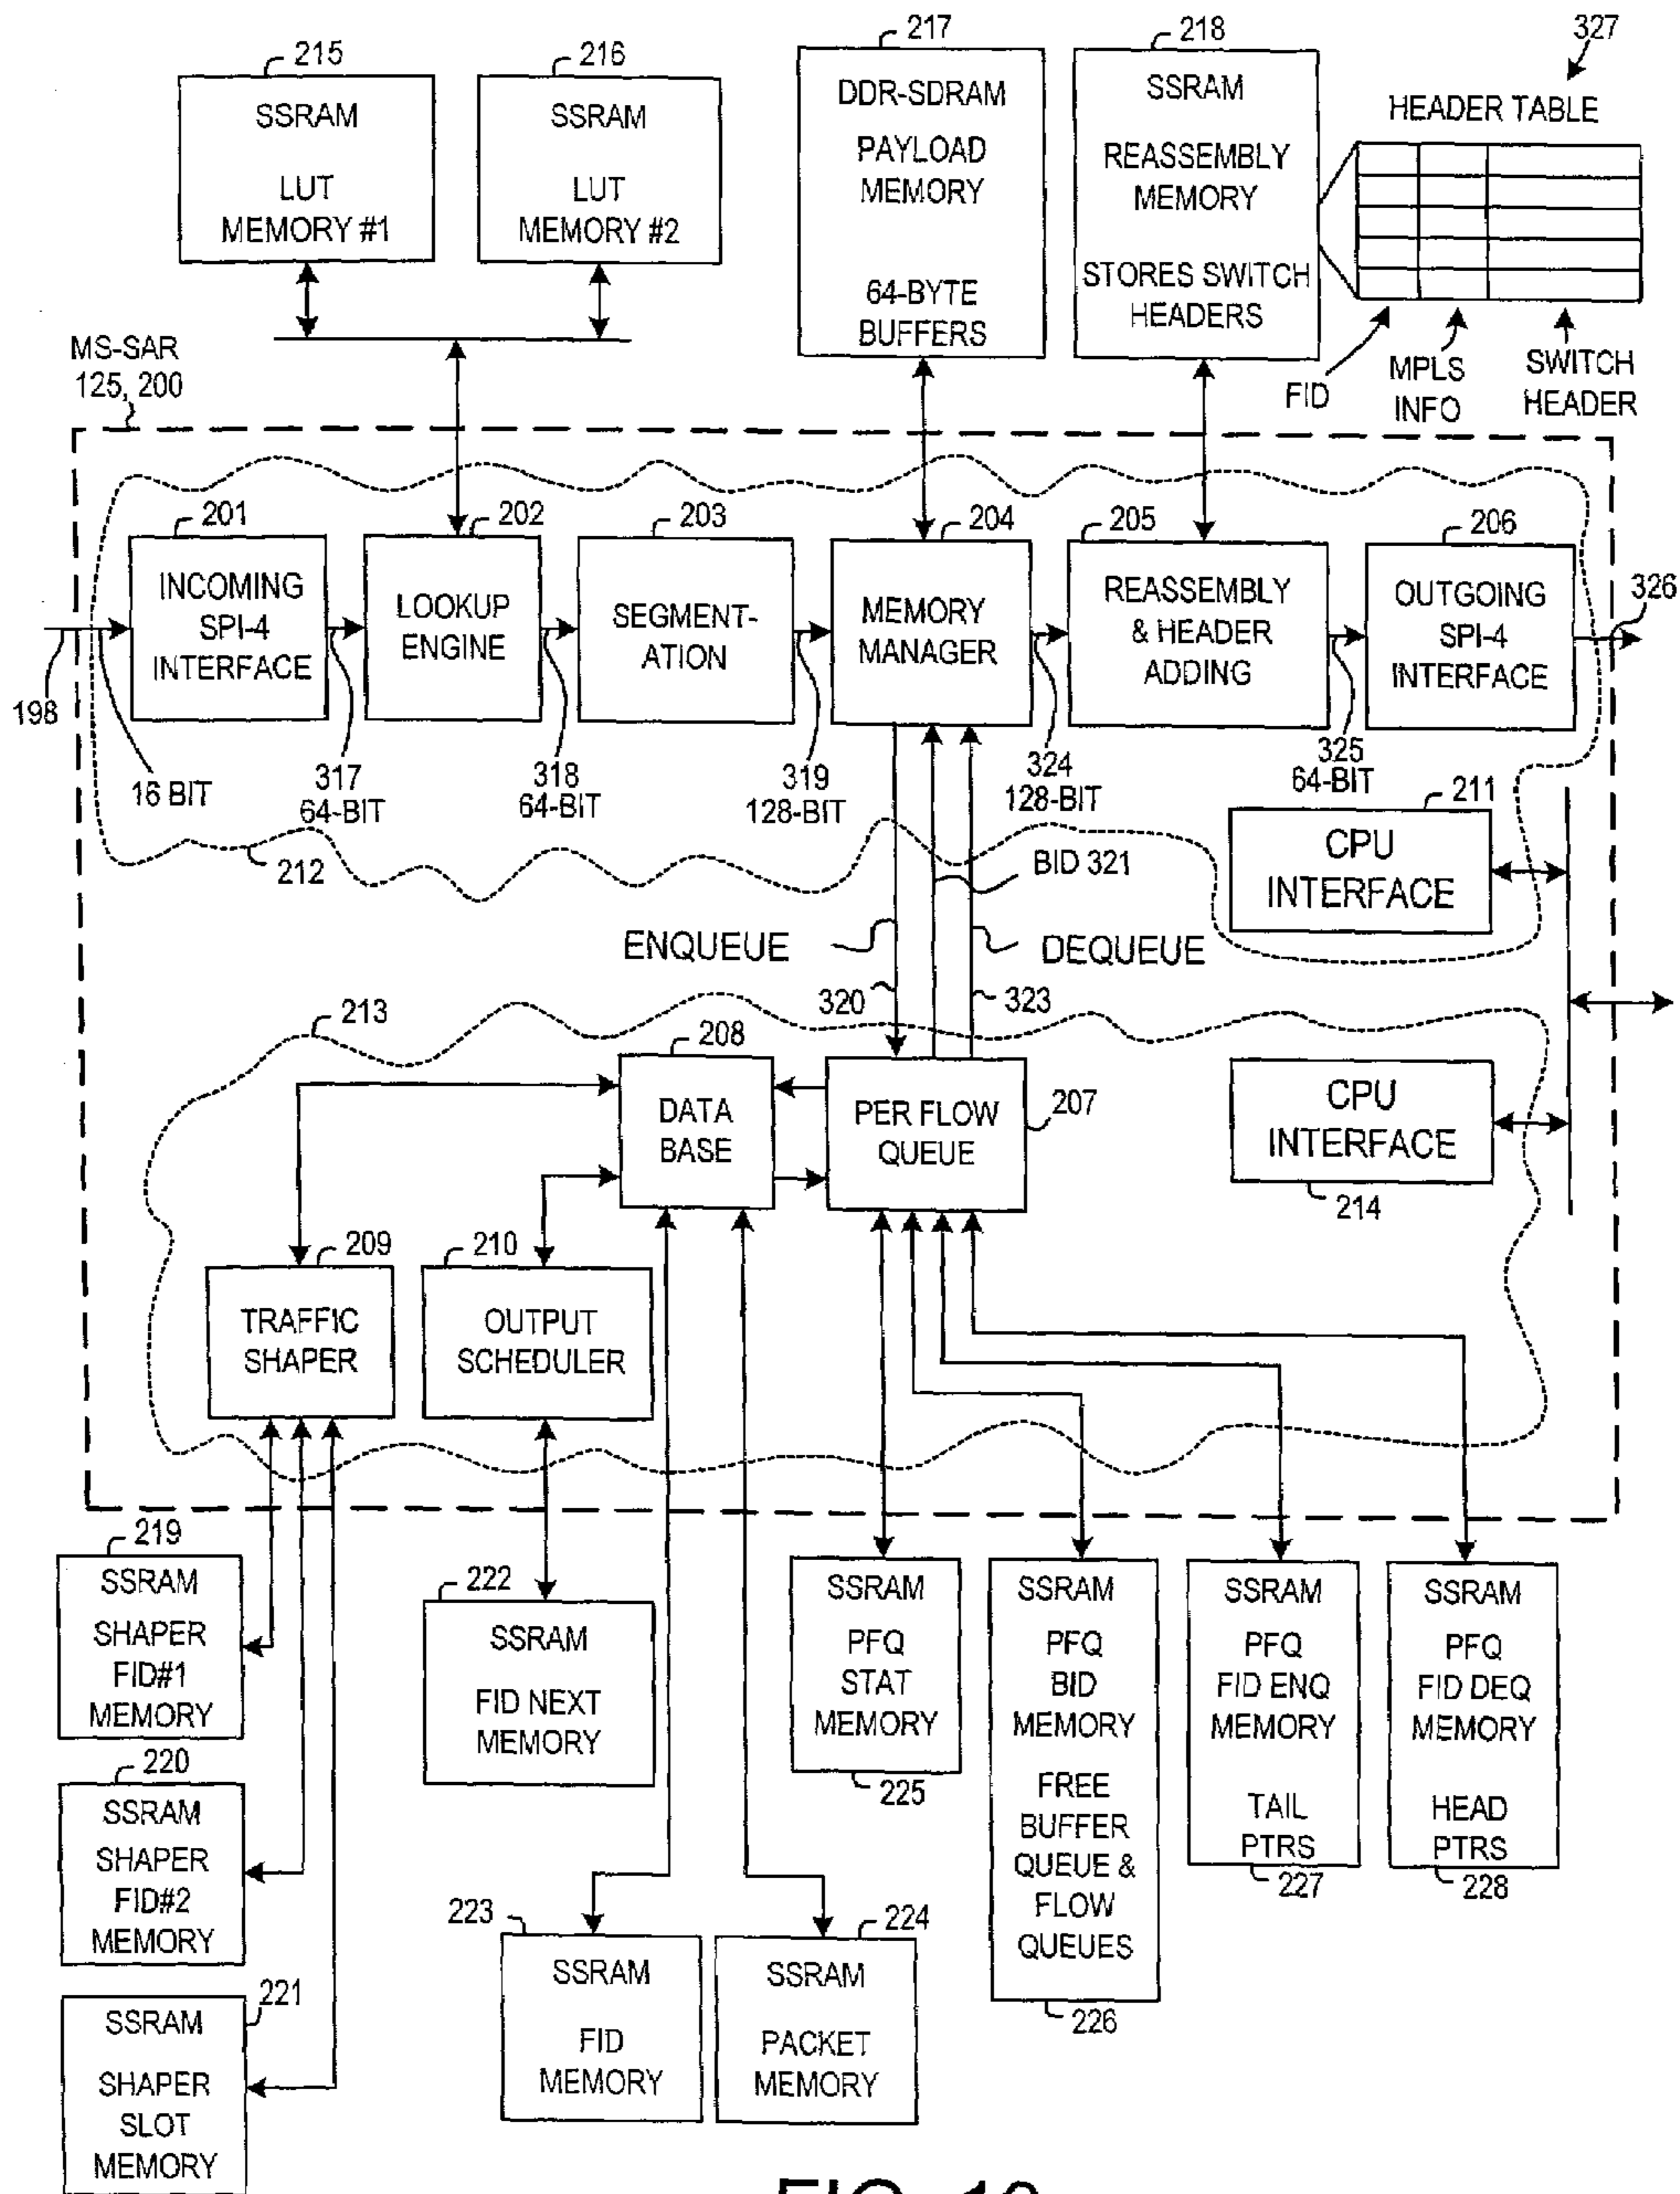 215
SSRAM
LUT
MEMORY #1
216
SSRAM
LUT
MEMORY #2
217
DDR-SDRAM
PAYLOAD
MEMORY
64-BYTE
BUFFERS
218
SSRAM
REASSEMBLY
MEMORY
STORES SWITCH
HEADERS
327
HEADER TABLE
FID
MPLS
INFO
SWITCH
HEADER
MS-SAR
125, 200
201
INCOMING
SPI-4
INTERFACE
202
LOOKUP
ENGINE
203
SEGMENT-
ATION
204
MEMORY
MANAGER
205
REASSEMBLY
& HEADER
ADDING
206
OUTGOING
SPI-4
INTERFACE
326
198
16 BIT
317
64-BIT
318
64-BIT
319
128-BIT
324
128-BIT
325
64-BIT
212
211
CPU
INTERFACE
BID 321
ENQUEUE
DEQUEUE
320
323
213
208
DATA
BASE
PER FLOW
QUEUE
207
CPU
INTERFACE
214
209
TRAFFIC
SHAPER
210
OUTPUT
SCHEDULER
219
SSRAM
SHAPER
FID#1
MEMORY
220
SSRAM
SHAPER
FID#2
MEMORY
221
SSRAM
SHAPER
SLOT
MEMORY
222
SSRAM
FID NEXT
MEMORY
223
SSRAM
FID
MEMORY
224
SSRAM
PACKET
MEMORY
SSRAM
PFQ
STAT
MEMORY
225
SSRAM
PFQ
BID
MEMORY
FREE
BUFFER
QUEUE &
FLOW
QUEUES
226
SSRAM
PFQ
FID ENQ
MEMORY
TAIL
PTRS
227
SSRAM
PFQ
FID DEQ
MEMORY
HEAD
PTRS
228